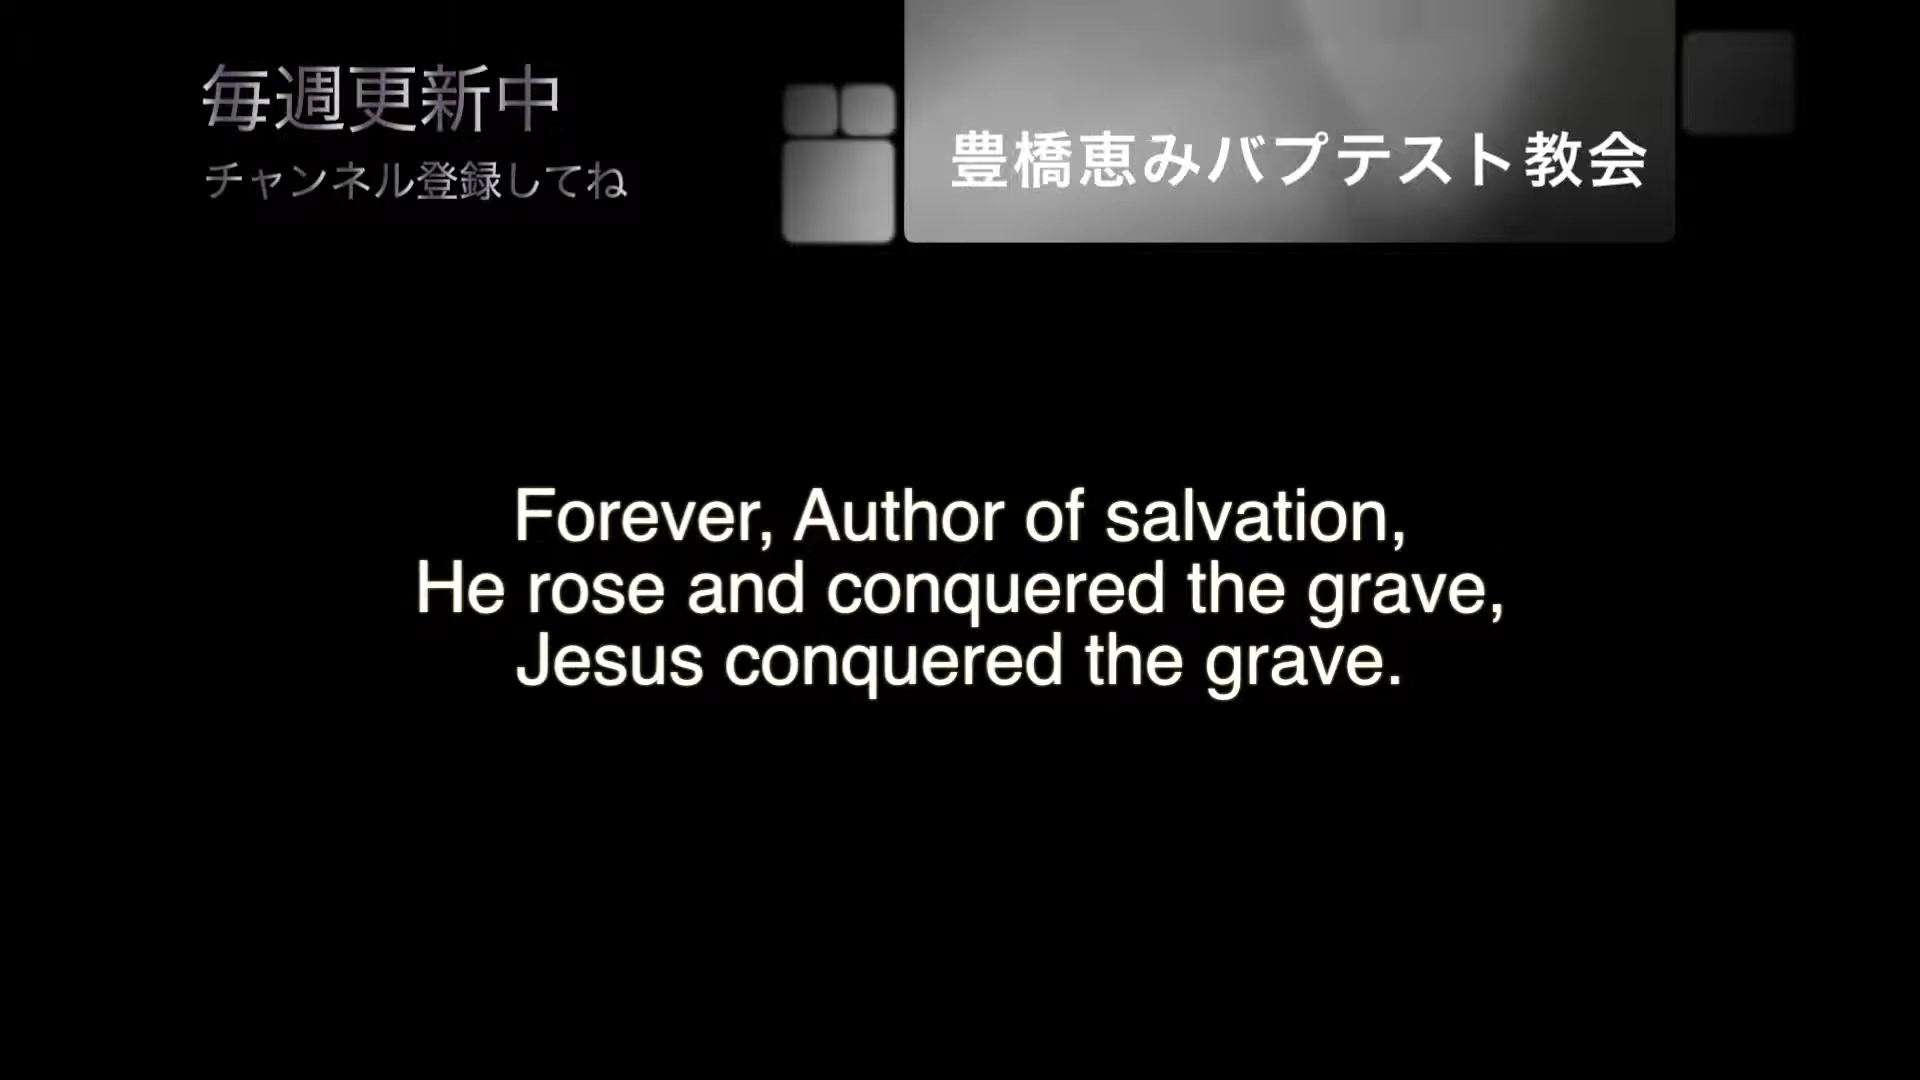 毎週更新中
チャンネル登録してね
豊橋恵みバプテスト教会
Forever, Author of salvation,
He rose and conquered the grave,
Jesus conquered the grave.